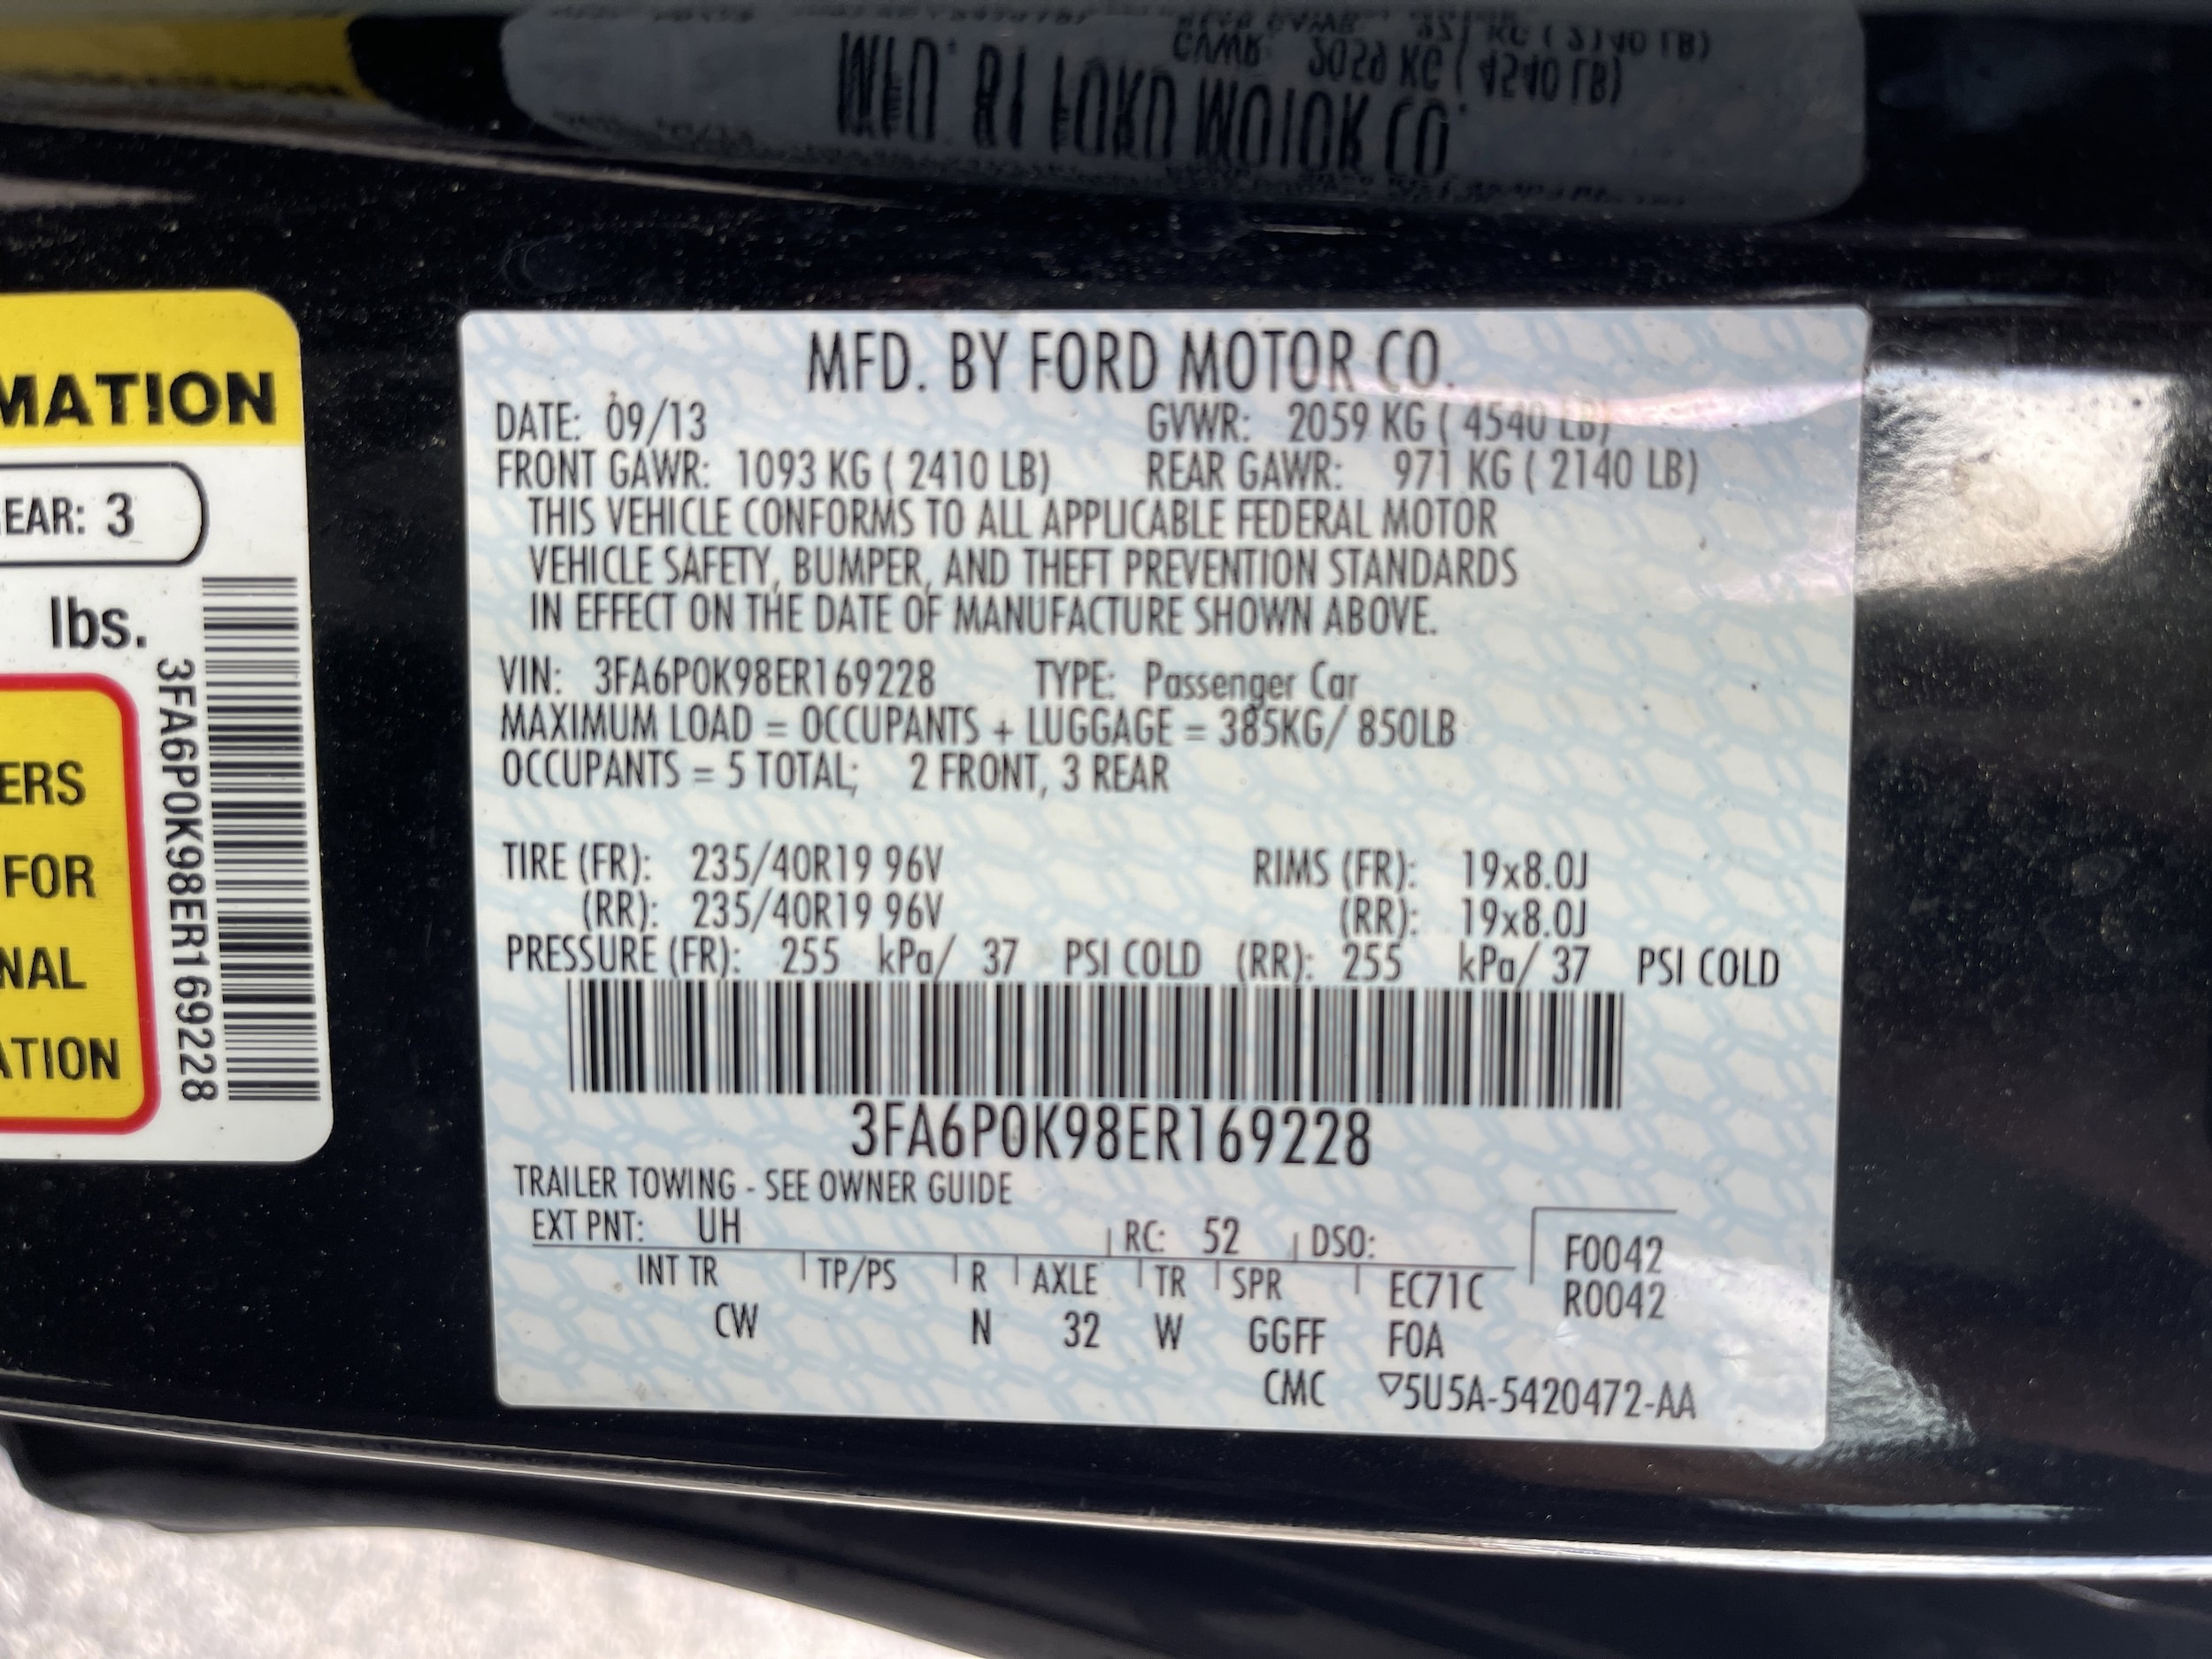 MATION
EAR: 3
lbs.
3FA6P0K98ER169228
ERS
FOR
NAL
ATION
MFD. BY FORD MOTOR CO.
DATE: 09/13 GVWR: 2059 KG ( 4540 LB)
FRONT GAWR: 1093 KG ( 2410 LB) REAR GAWR: 971 KG ( 2140 LB)
THIS VEHICLE CONFORMS TO ALL APPLICABLE FEDERAL MOTOR
VEHICLE SAFETY, BUMPER, AND THEFT PREVENTION STANDARDS
IN EFFECT ON THE DATE OF MANUFACTURE SHOWN ABOVE.
VIN: 3FA6P0K98ER169228 TYPE: Passenger Car
MAXIMUM LOAD = OCCUPANTS + LUGGAGE = 385KG/ 850LB
OCCUPANTS = 5 TOTAL; 2 FRONT, 3 REAR
TIRE (FR): 235/40R19 96V RIMS (FR): 19x8.0J
(RR): 235/40R19 96V (RR): 19x8.0J
PRESSURE (FR): 255 kPa/ 37 PSI COLD (RR): 255 kPa/ 37 PSI COLD
3FA6P0K98ER169228
TRAILER TOWING - SEE OWNER GUIDE
EXT PNT: UH RC: 52 DSO: F0042
INT TR TP/PS R AXLE TR SPR EC71C R0042
CW N 32 W GGFF F0A
CMC ▽5U5A-5420472-AA